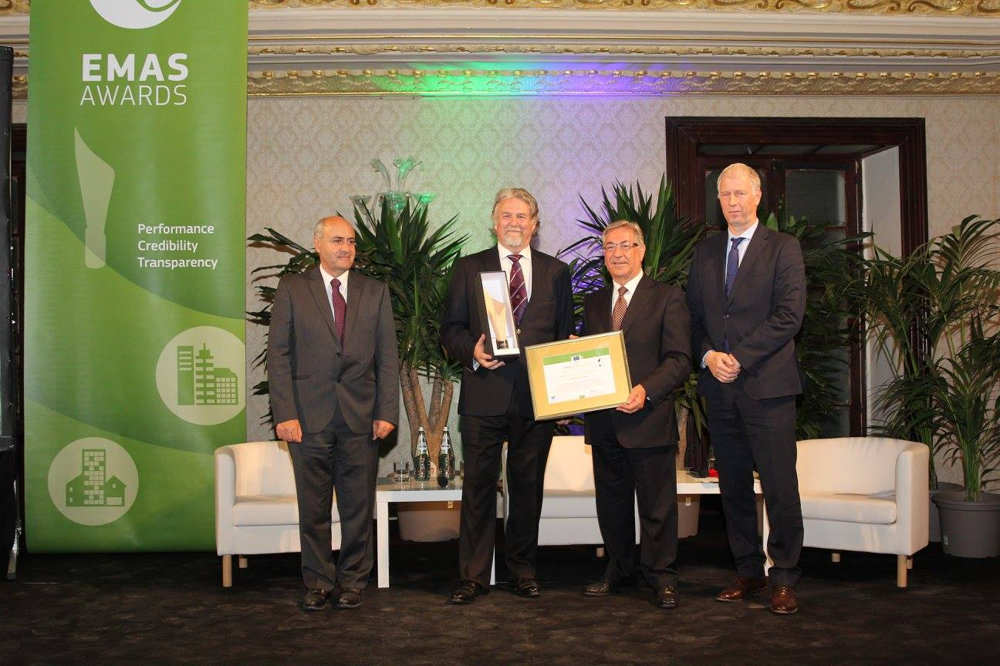 EMAS
AWARDS
Performance
Credibility
Transparency